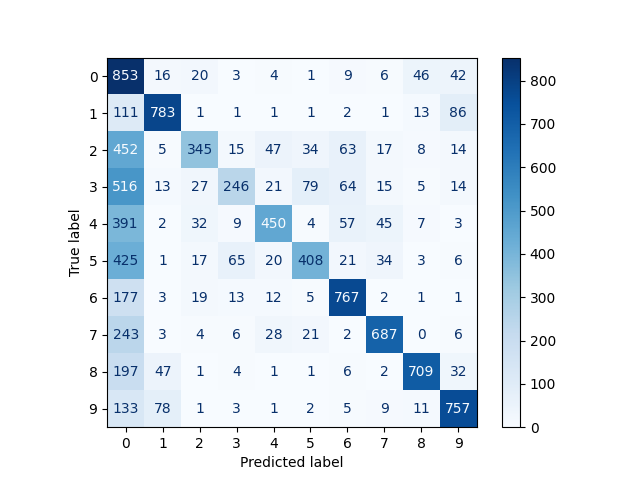 0 853 16 20 3 4 1 9 6 46 42
1 111 783 1 1 1 1 2 1 13 86
2 452 5 345 15 47 34 63 17 8 14
3 516 13 27 246 21 79 64 15 5 14
4 391 2 32 9 450 4 57 45 7 3
5 425 1 17 65 20 408 21 34 3 6
6 177 3 19 13 12 5 767 2 1 1
7 243 3 4 6 28 21 2 687 0 6
8 197 47 1 4 1 1 6 2 709 32
9 133 78 1 3 1 2 5 9 11 757
0 1 2 3 4 5 6 7 8 9
Predicted label
True label
800
700
600
500
400
300
200
100
0